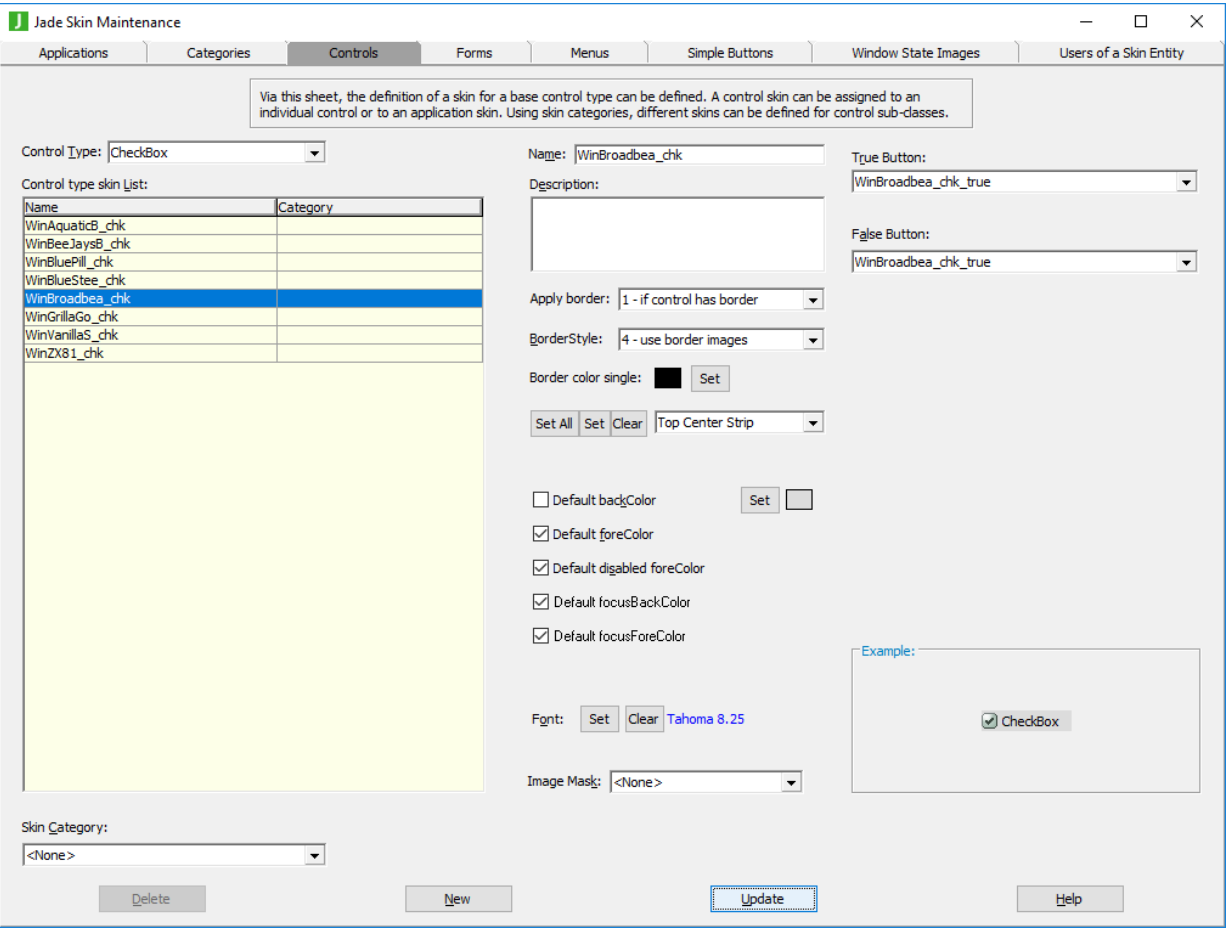 Jade Skin Maintenance
Applications
Categories
Controls
Forms
Menus
Simple Buttons
Window State Images
Users of a Skin Entity
Via this sheet, the definition of a skin for a base control type can be defined. A control skin can be assigned to an
individual control or to an application skin. Using skin categories, different skins can be defined for control sub-classes.
Control Type: CheckBox
Control type skin List:
Name Category
WinAquaticB_chk
WinBeeJaysB_chk
WinBluePill_chk
WinBlueStee_chk
WinBroadbea_chk
WinGrillaGo_chk
WinVanillaS_chk
WinZX81_chk
Skin Category:
<None>
Name: WinBroadbea_chk
Description:
Apply border: 1 - if control has border
BorderStyle: 4 - use border images
Border color single: Set
Set All Set Clear Top Center Strip
Default backColor Set
Default foreColor
Default disabled foreColor
Default focusBackColor
Default focusForeColor
Font: Set Clear Tahoma 8.25
Image Mask: <None>
True Button:
WinBroadbea_chk_true
False Button:
WinBroadbea_chk_true
Example:
CheckBox
Delete
New
Update
Help